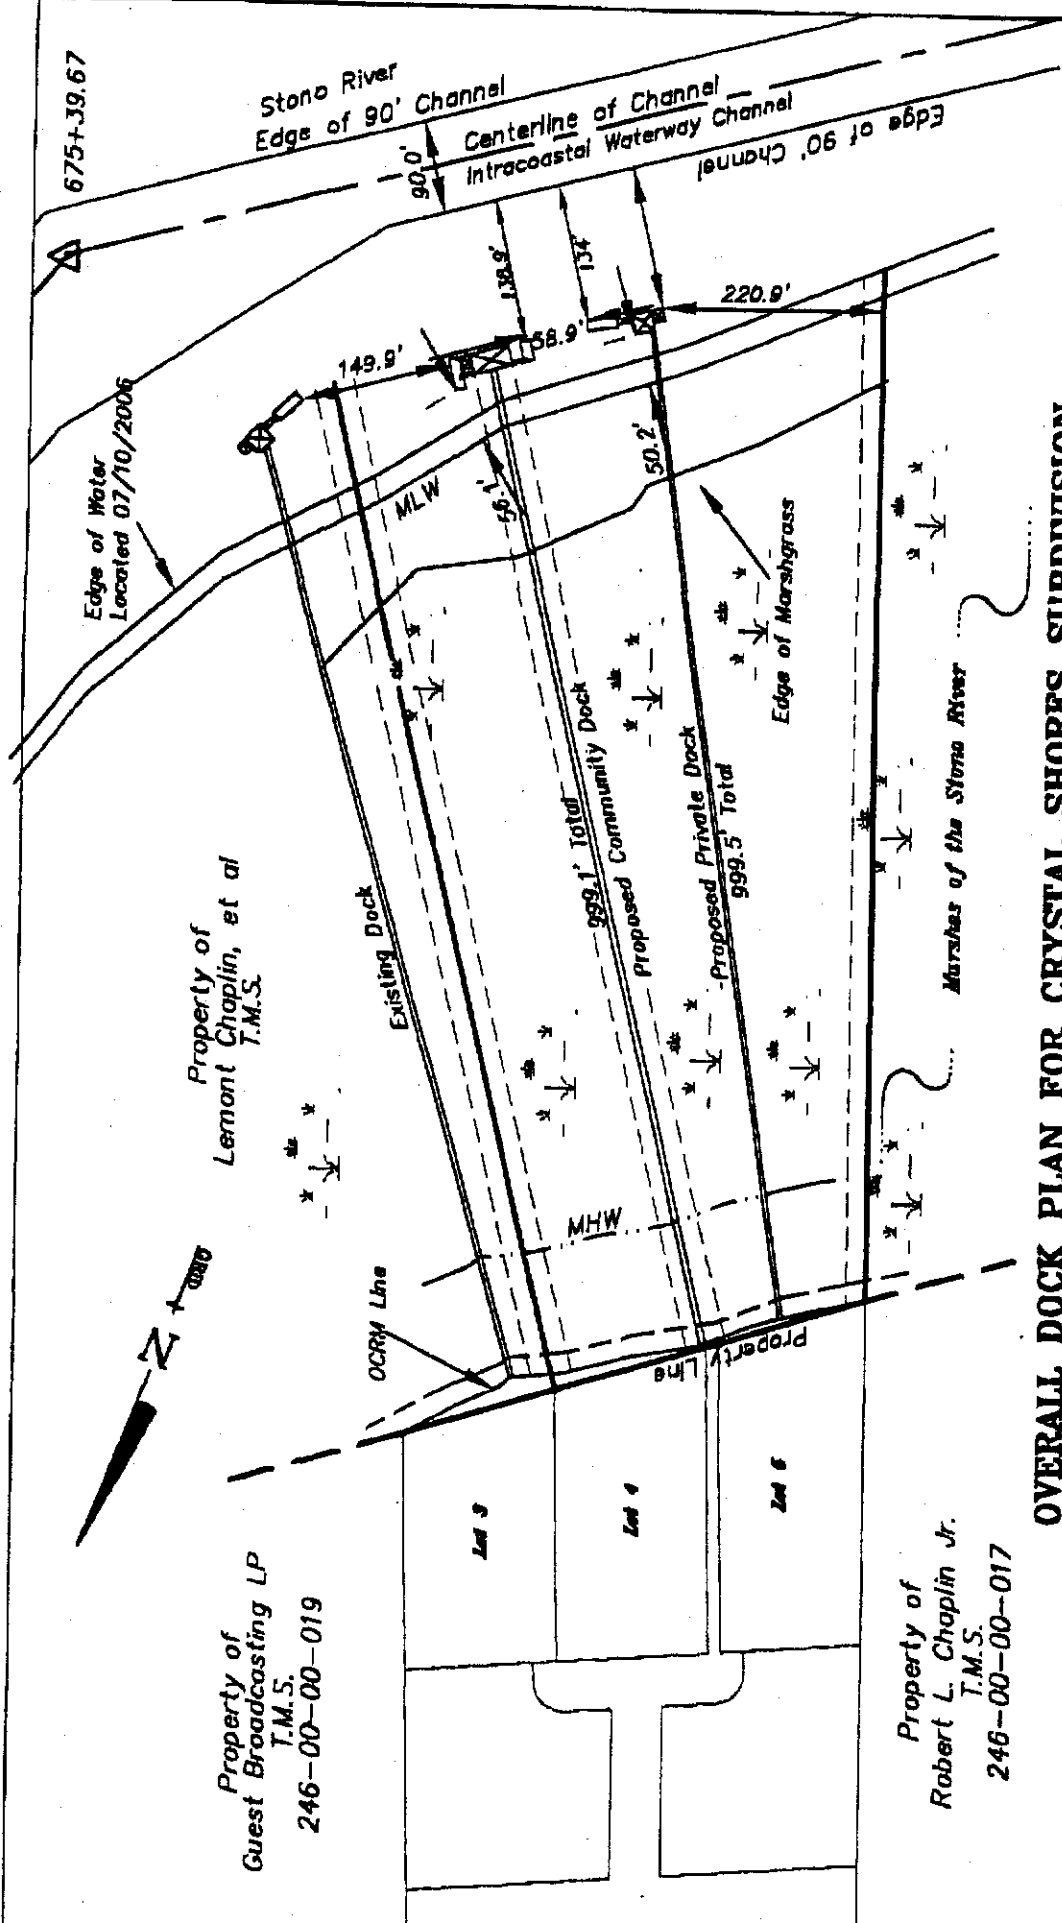 675+39.67
Stono River
Edge of 90' Channel
Centerline of Channel
Intracoastal Waterway Channel
Edge of 90' Channel
90.0'
138.9'
134'
220.9'
149.9'
58.9'
Edge of Water
Located 07/10/2006
MLW
56.1'
50.2'
Edge of Marshgrass
Property of
Lemont Chaplin, et al
T.M.S.
Existing Dock
999.1' Total
Proposed Community Dock
Proposed Private Dock
999.5' Total
Marshes of the Stono River
N
MHW
OCRM Line
Property Line
Lot 3
Lot 4
Property of
Guest Broadcasting LP
T.M.S.
246-00-00-019
Property of
Robert L. Chaplin Jr.
T.M.S.
246-00-00-017
OVERALL DOCK PLAN FOR CRYSTAL SHORES SUBDIVISION